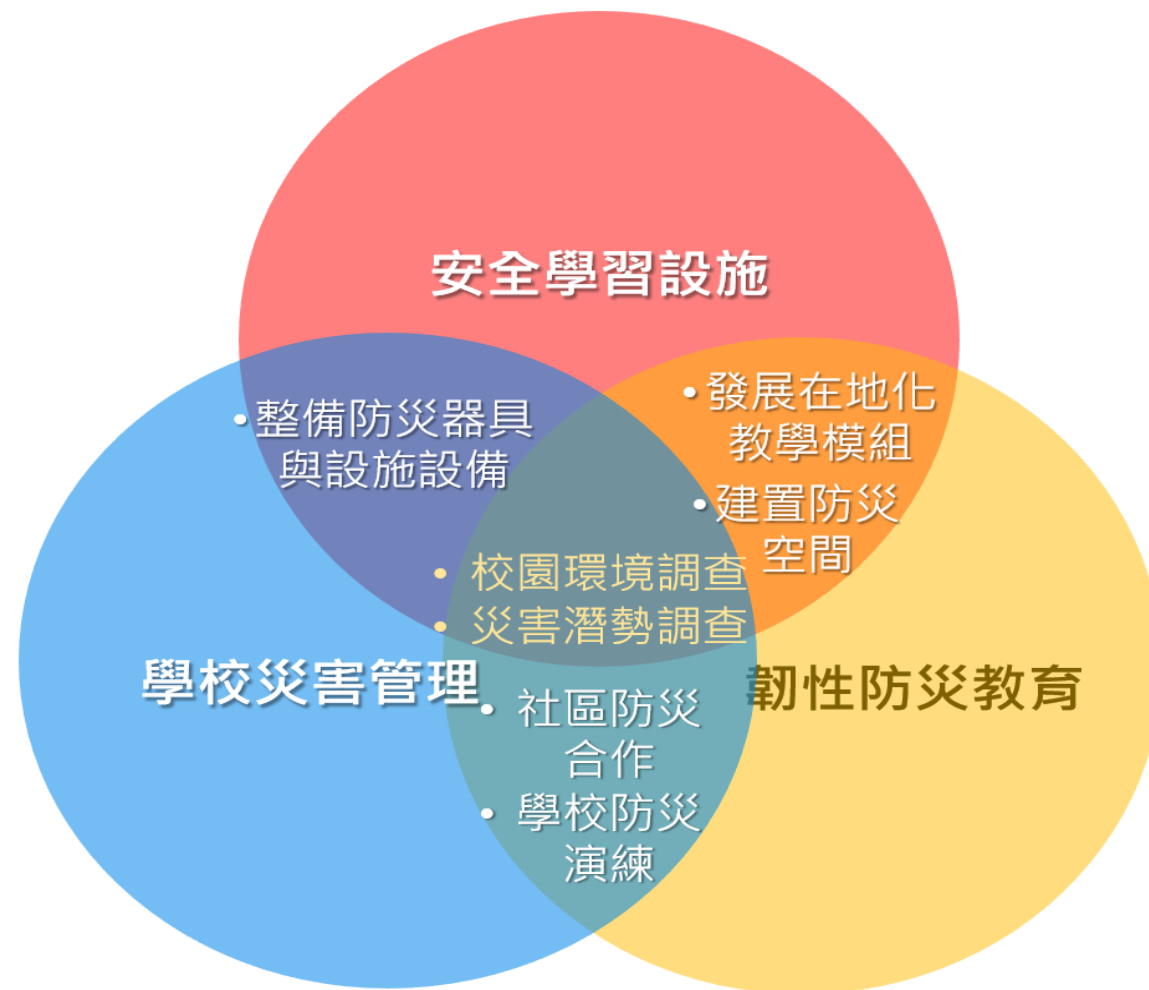 安全學習設施
•整備防災器具
與設施設備
•發展在地化
教學模組
•建置防災
空間
• 校園環境調查
• 災害潛勢調查
學校災害管理
韌性防災教育
• 社區防災
合作
• 學校防災
演練